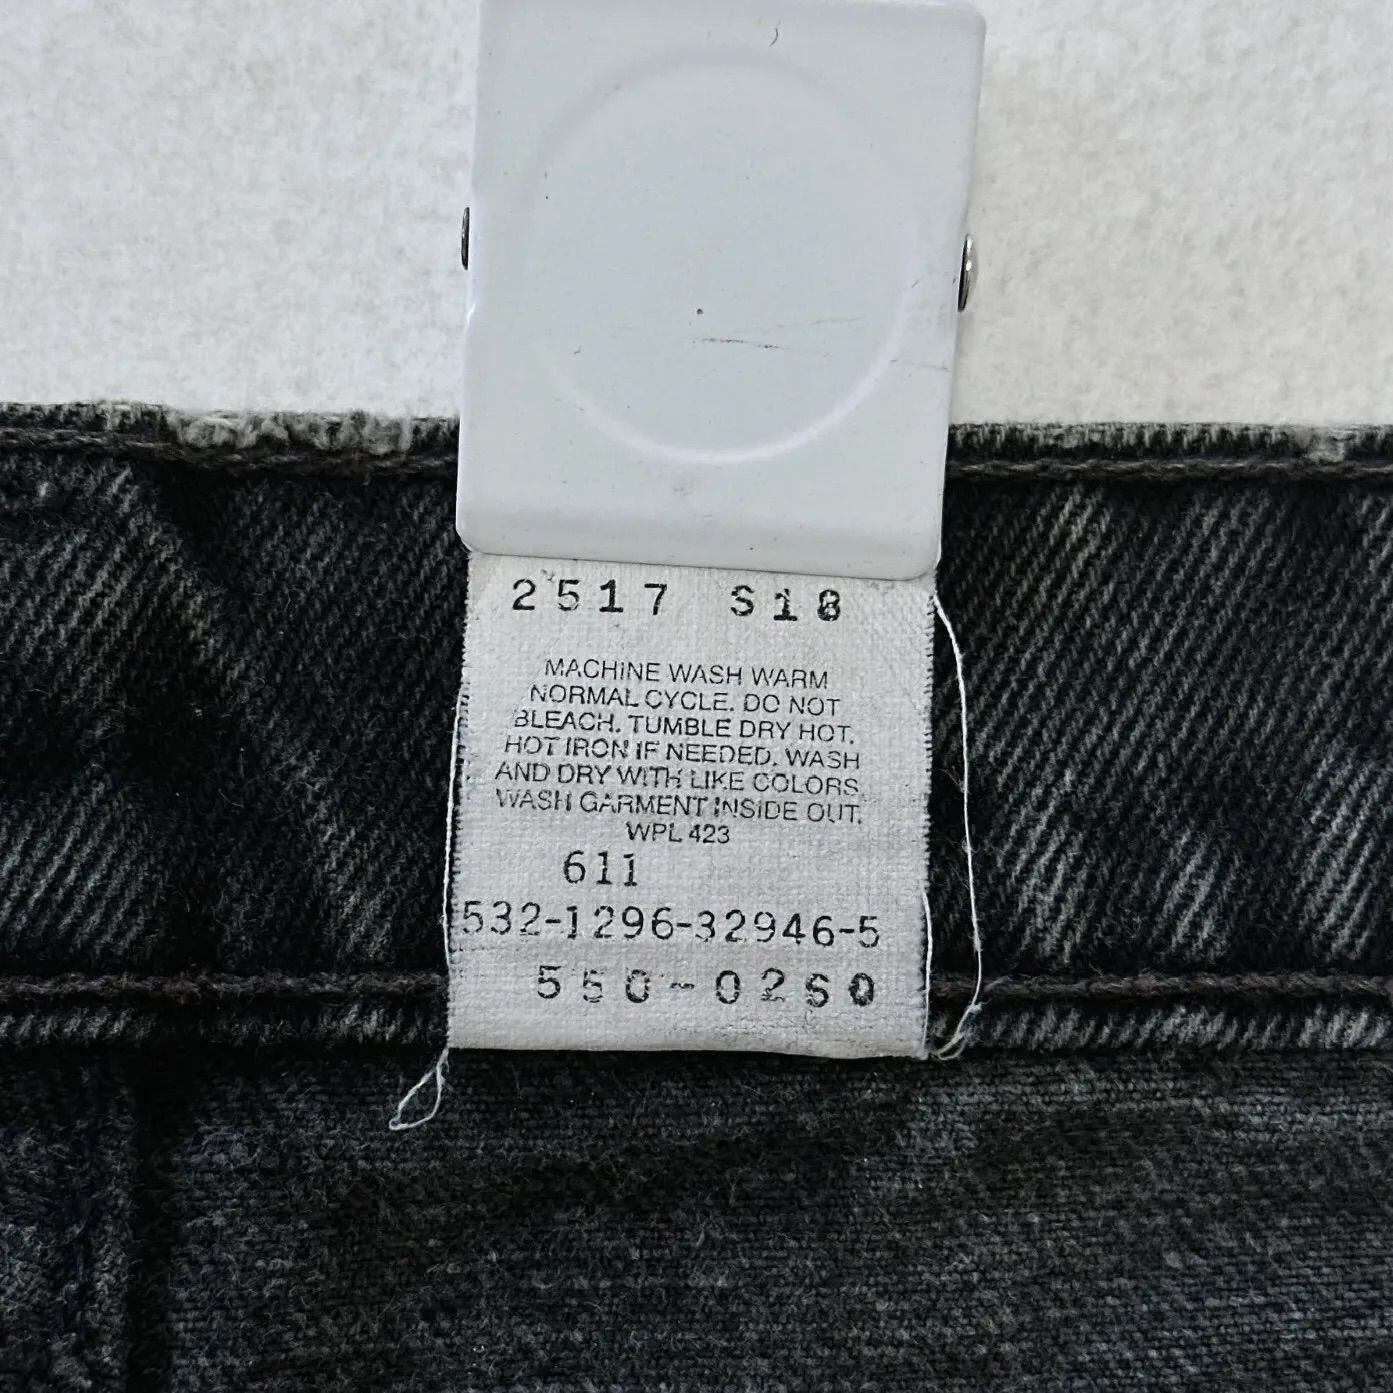 2517 S18
MACHINE WASH WARM
NORMAL CYCLE. DO NOT
BLEACH. TUMBLE DRY HOT.
HOT IRON IF NEEDED. WASH
AND DRY WITH LIKE COLORS.
WASH GARMENT INSIDE OUT.
WPL 423
611
532-1296-32946-5
550-0260